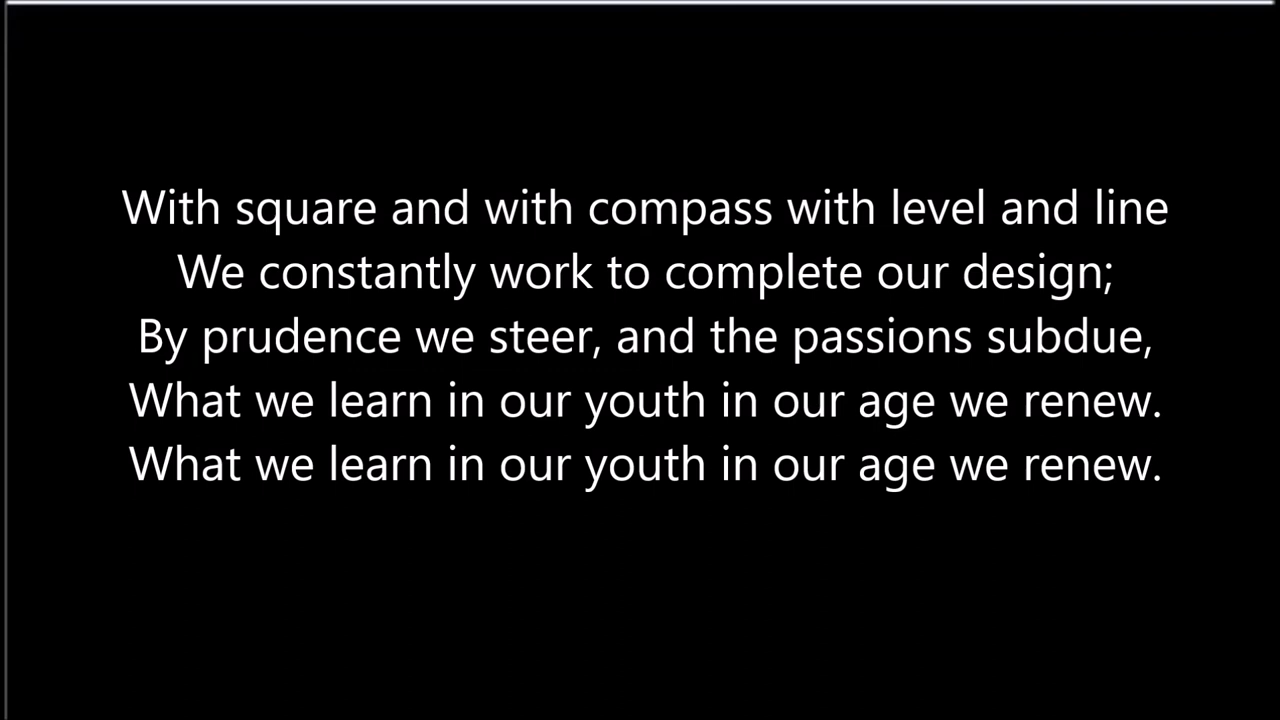 With square and with compass with level and line
We constantly work to complete our design;
By prudence we steer, and the passions subdue,
What we learn in our youth in our age we renew.
What we learn in our youth in our age we renew.